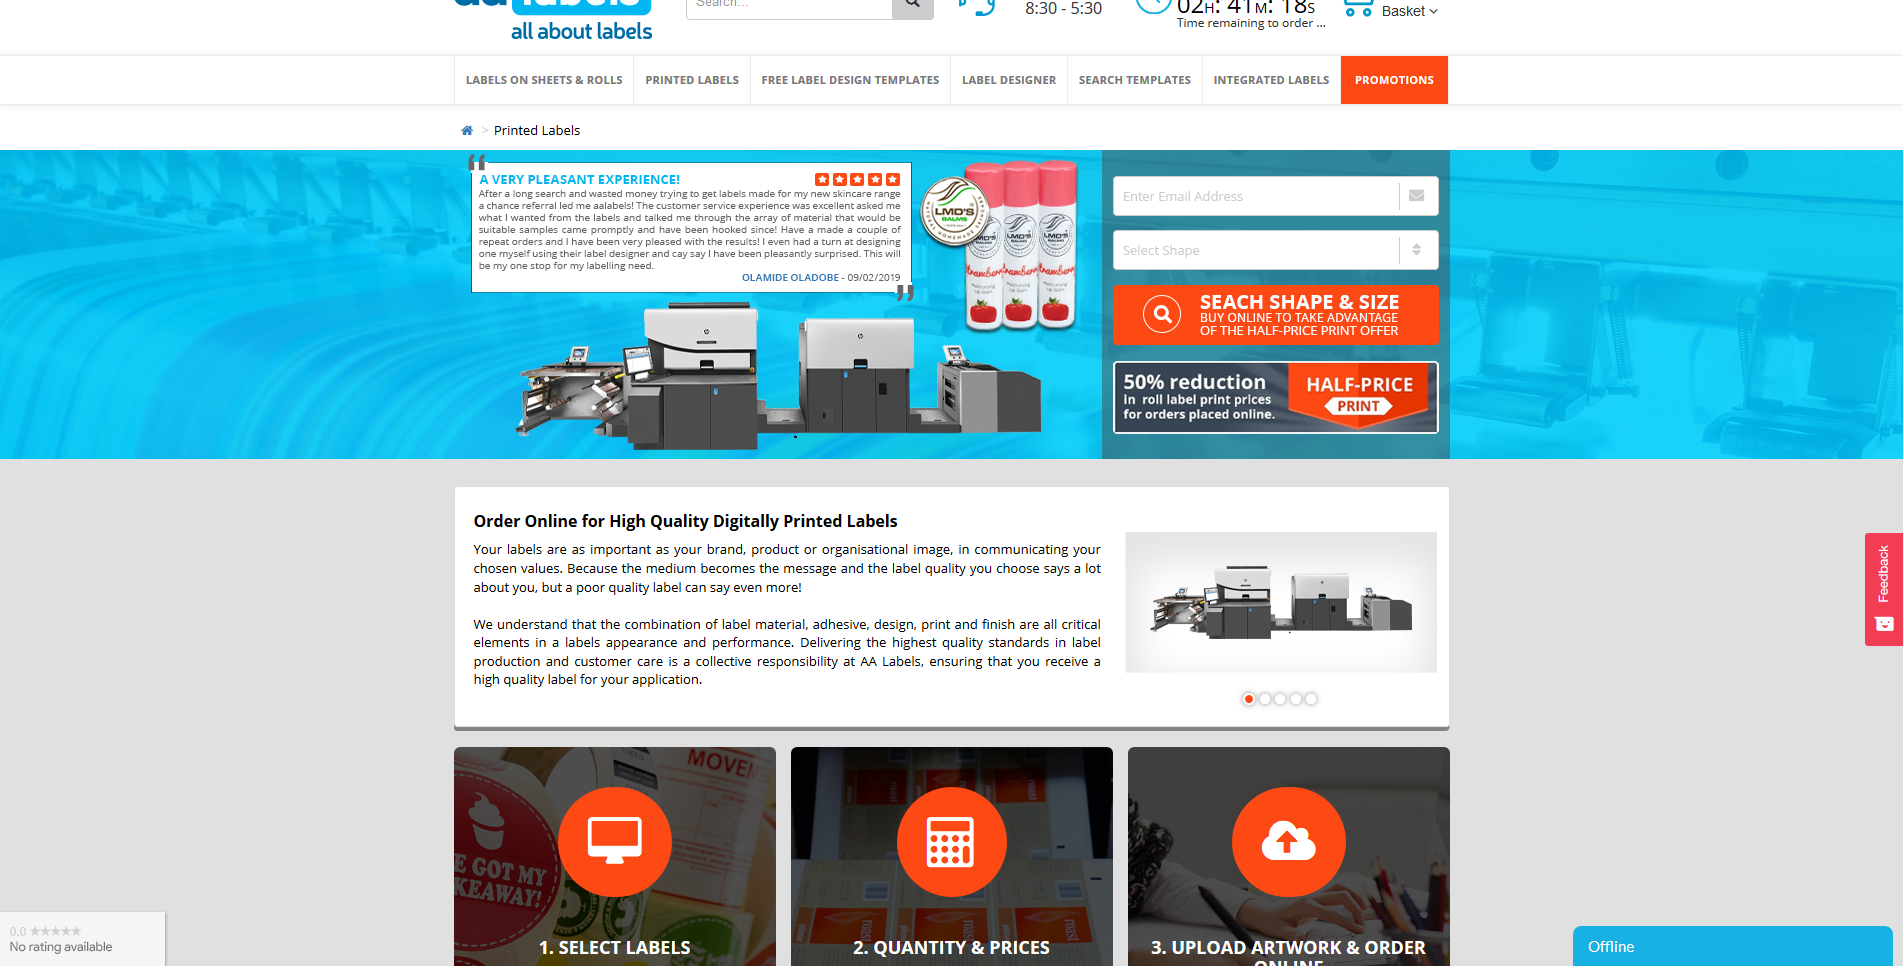 aa labels
all about labels
Search...
8:30 - 5:30
02H: 41M: 18S
Time remaining to order ...
Basket
LABELS ON SHEETS & ROLLS
PRINTED LABELS
FREE LABEL DESIGN TEMPLATES
LABEL DESIGNER
SEARCH TEMPLATES
INTEGRATED LABELS
PROMOTIONS
> Printed Labels
A VERY PLEASANT EXPERIENCE!
After a long search and wasted money trying to get labels made for my new skincare range
a chance referral led me aalabels! The customer service experience was excellent asked me
what I wanted from the labels and talked me through the array of material that would be
suitable samples came promptly and have been hooked since! Have a made a couple of
repeat orders and I have been very pleased with the results! I even had a turn at designing
one myself using their label designer and cay say I have been pleasantly surprised. This will
be my one stop for my labelling need.
OLAMIDE OLADOBE - 09/02/2019
LMD'S
BALMS
LMD'S
LMD'S
Strawberry
Enter Email Address
Select Shape
SEACH SHAPE & SIZE
BUY ONLINE TO TAKE ADVANTAGE
OF THE HALF-PRICE PRINT OFFER
50% reduction
In roll label print prices
for orders placed online.
HALF-PRICE
PRINT
Order Online for High Quality Digitally Printed Labels
Your labels are as important as your brand, product or organisational image, in communicating your
chosen values. Because the medium becomes the message and the label quality you choose says a lot
about you, but a poor quality label can say even more!
We understand that the combination of label material, adhesive, design, print and finish are all critical
elements in a labels appearance and performance. Delivering the highest quality standards in label
production and customer care is a collective responsibility at AA Labels, ensuring that you receive a
high quality label for your application.
Feedback
MOVEM
E GOT MY
KEAWAY!
1. SELECT LABELS
roast
2. QUANTITY & PRICES
3. UPLOAD ARTWORK & ORDER
ONLINE
0.0
No rating available
Offline